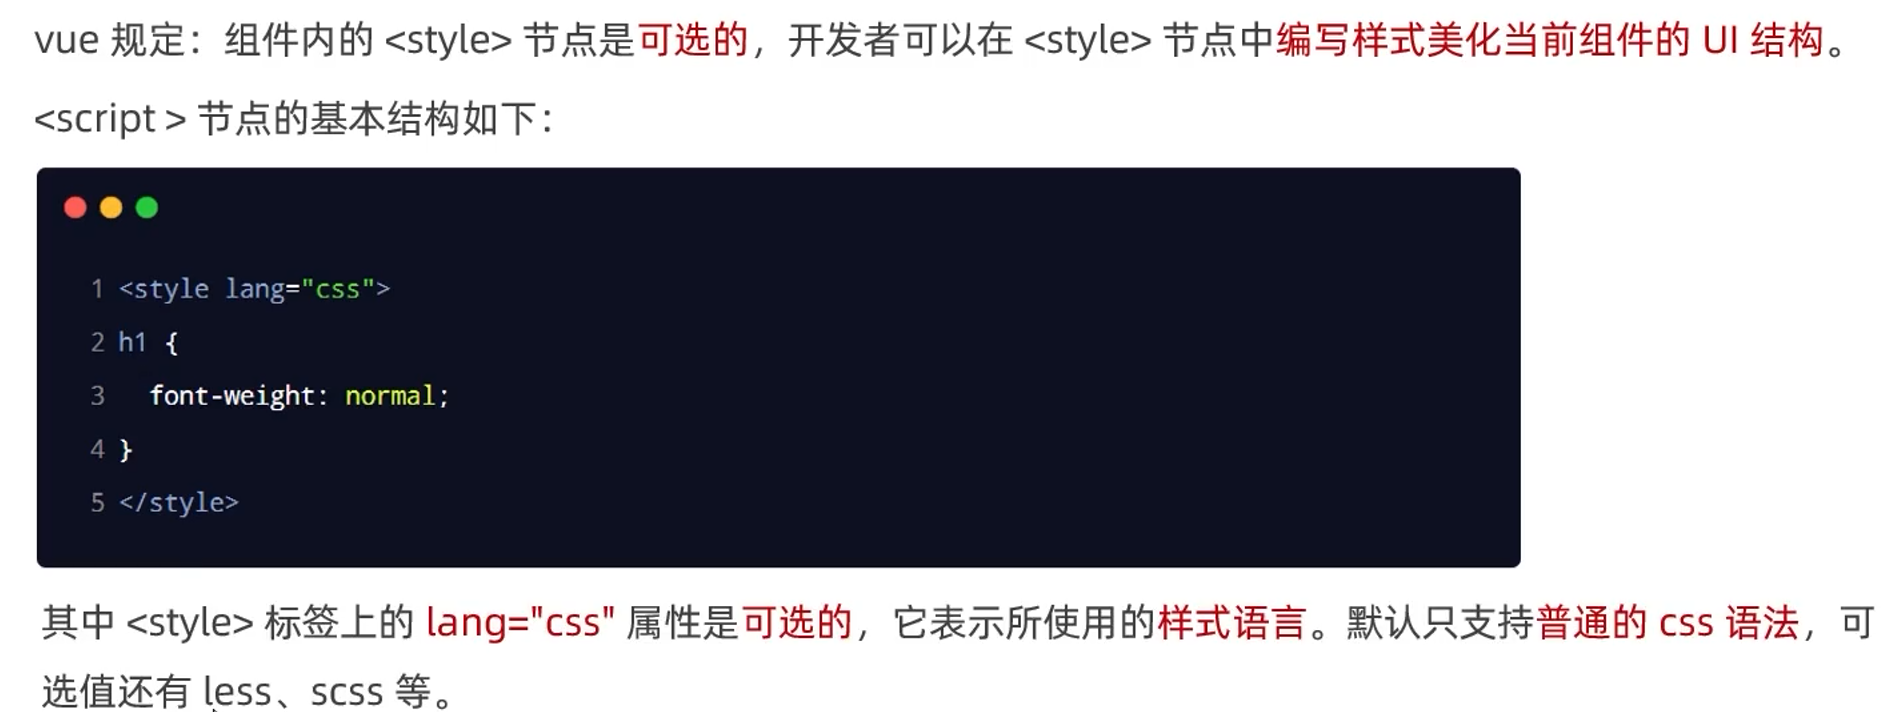 vue 规定：组件内的 <style> 节点是可选的，开发者可以在 <style> 节点中编写样式美化当前组件的 UI 结构。
<script > 节点的基本结构如下：
1 <style lang="css">
2 h1 {
3   font-weight: normal;
4 }
5 </style>
其中 <style> 标签上的 lang="css" 属性是可选的，它表示所使用的样式语言。默认只支持普通的 css 语法，可
选值还有 less、scss 等。